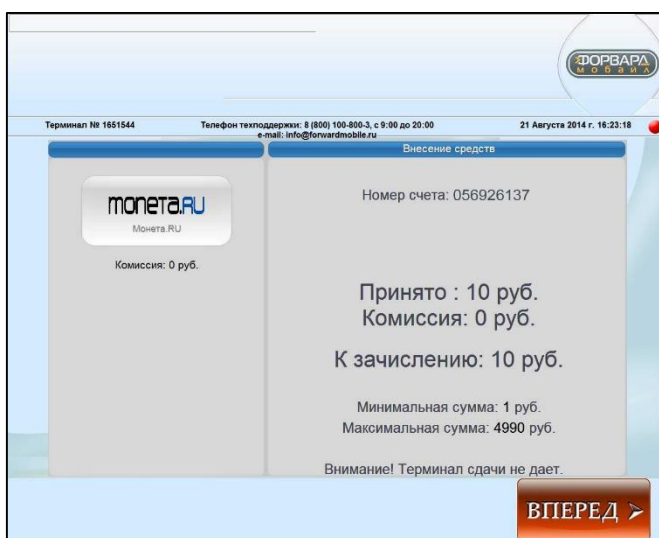 ФОРВАРД
мобайл
Терминал № 1651544
Телефон техподдержки: 8 (800) 100-800-3, с 9:00 до 20:00
e-mail: info@forwardmobile.ru
21 Августа 2014 г. 16:23:18
Внесение средств
монета.RU
Монета.RU
Комиссия: 0 руб.
Номер счета: 056926137
Принято : 10 руб.
Комиссия: 0 руб.
К зачислению: 10 руб.
Минимальная сумма: 1 руб.
Максимальная сумма: 4990 руб.
Внимание! Терминал сдачи не дает.
ВПЕРЕД